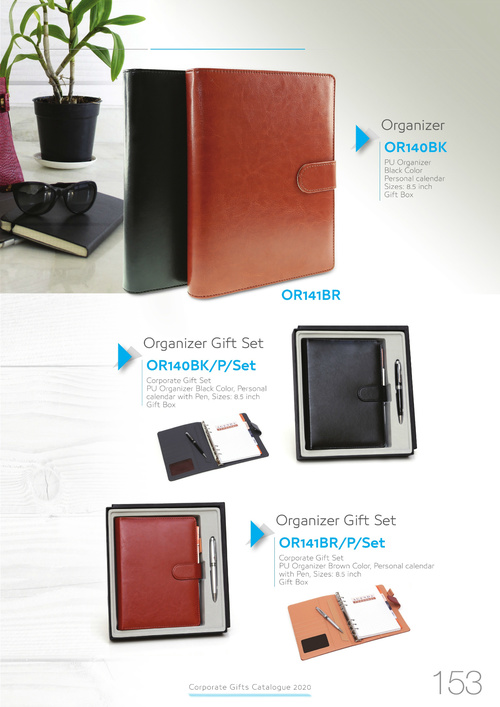 Organizer
OR140BK
PU Organizer
Black Color
Personal calendar
Sizes: 8.5 inch
Gift Box
OR141BR
Organizer Gift Set
OR140BK/P/Set
Corporate Gift Set
PU Organizer Black Color, Personal
calendar with Pen, Sizes: 8.5 inch
Gift Box
Organizer Gift Set
OR141BR/P/Set
Corporate Gift Set
PU Organizer Brown Color, Personal calendar
with Pen, Sizes: 8.5 inch
Gift Box
Corporate Gifts Catalogue 2020
153